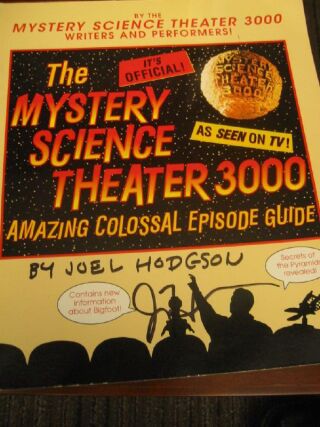 BY THE
MYSTERY SCIENCE THEATER 3000
WRITERS AND PERFORMERS!
IT'S
OFFICIAL!
MYSTERY
SCIENCE
THEATER
3000
AS SEEN ON TV!
The
MYSTERY
SCIENCE
THEATER 3000
AMAZING COLOSSAL EPISODE GUIDE
BY JOEL HODGSON
Contains new
information
about Bigfoot!
Secrets of
the Pyramids
revealed!